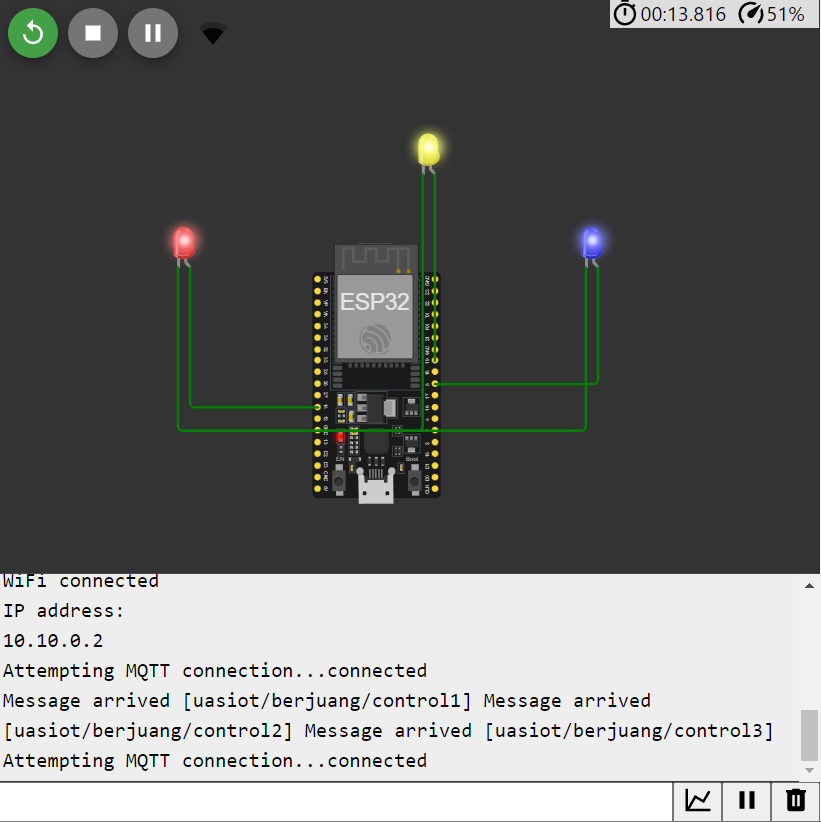 00:13.816 51%
ESP32
EN Boot
WiFi connected
IP address:
10.10.0.2
Attempting MQTT connection...connected
Message arrived [uasiot/berjuang/control1] Message arrived
[uasiot/berjuang/control2] Message arrived [uasiot/berjuang/control3]
Attempting MQTT connection...connected